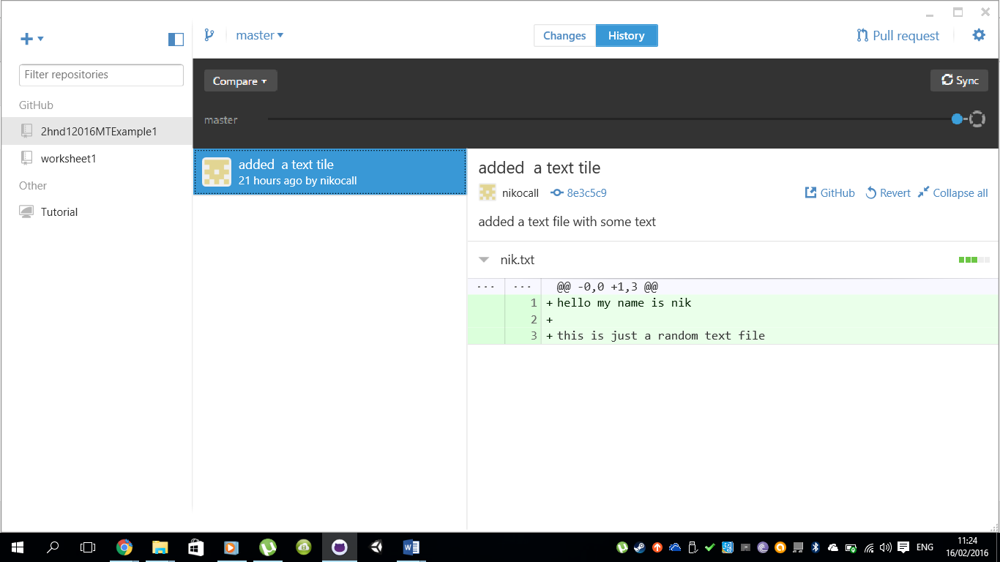 master
Changes
History
Pull request
Filter repositories
GitHub
2hnd12016MTExample1
worksheet1
Other
Tutorial
Compare
Sync
master
added  a text tile
21 hours ago by nikocall
added  a text tile
nikocall
8e3c5c9
GitHub
Revert
Collapse all
added a text file with some text
nik.txt
... ... @@ -0,0 +1,3 @@
1 + hello my name is nik
2 +
3 + this is just a random text file
ENG
11:24
16/02/2016